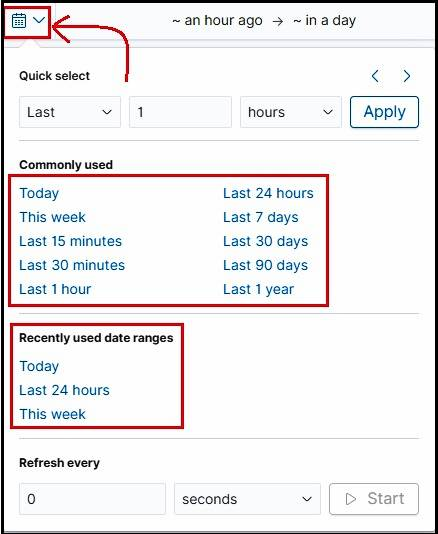 ~ an hour ago → ~ in a day
Quick select
Last 1 hours Apply
Commonly used
Today Last 24 hours
This week Last 7 days
Last 15 minutes Last 30 days
Last 30 minutes Last 90 days
Last 1 hour Last 1 year
Recently used date ranges
Today
Last 24 hours
This week
Refresh every
0 seconds Start